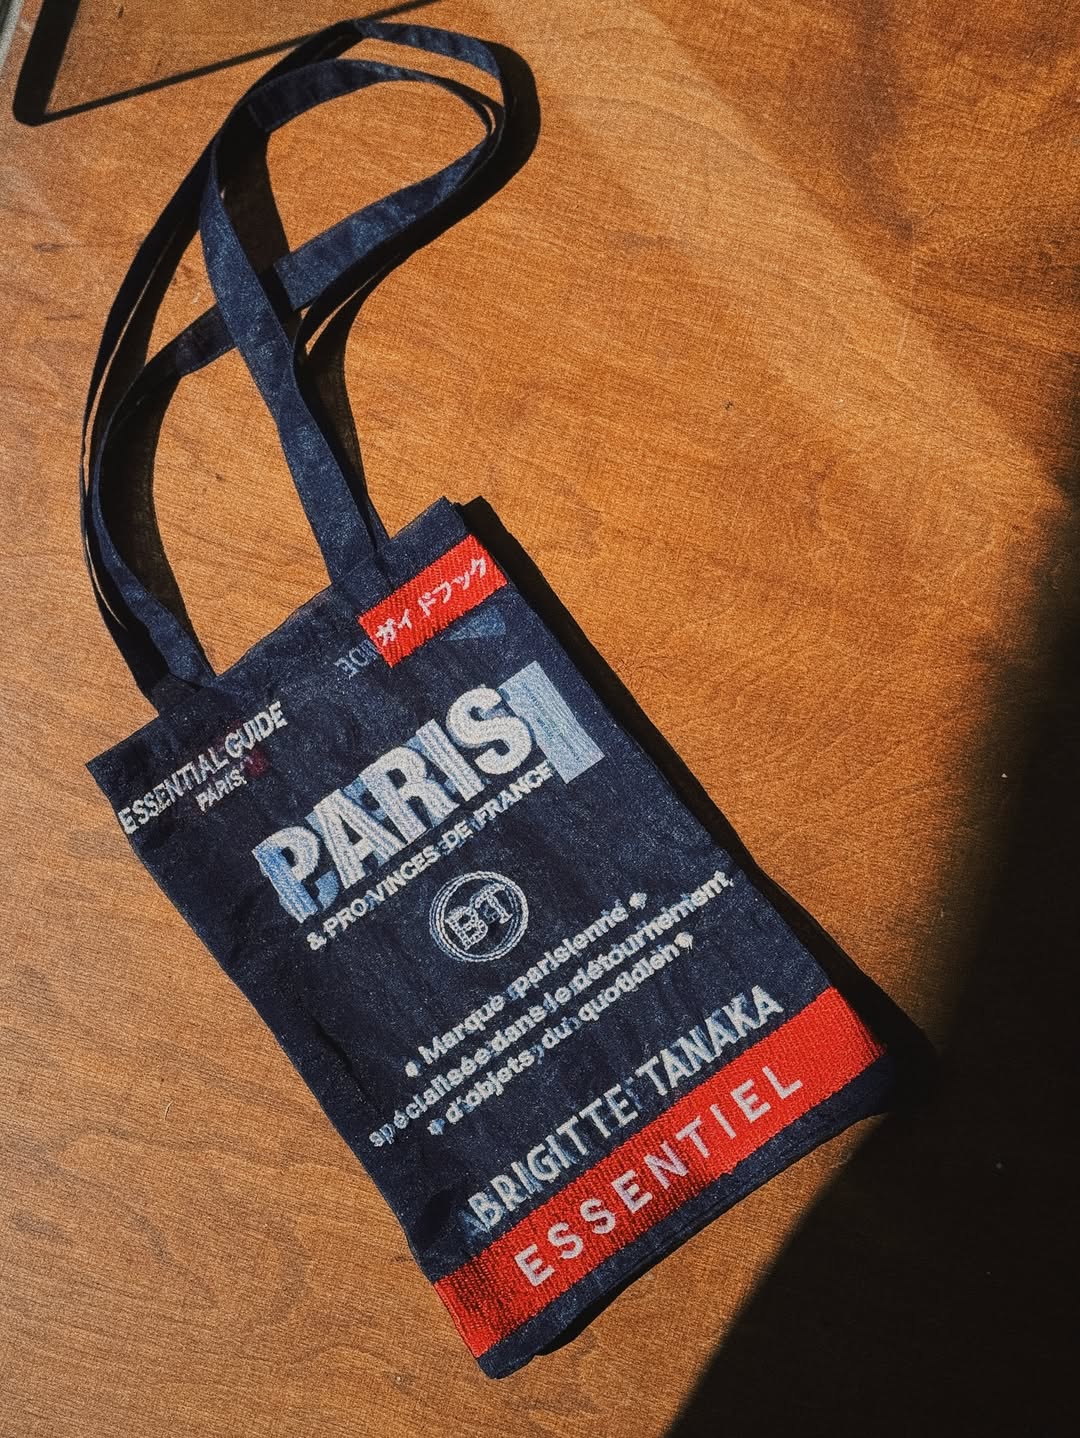 ガイドブック
ESSENTIAL GUIDE
PARIS
PARIS
& PROVINCES DE FRANCE
BT
Marque parisienne
spécialisée dans le détournement
d'objets du quotidien
BRIGITTE TANAKA
ESSENTIEL